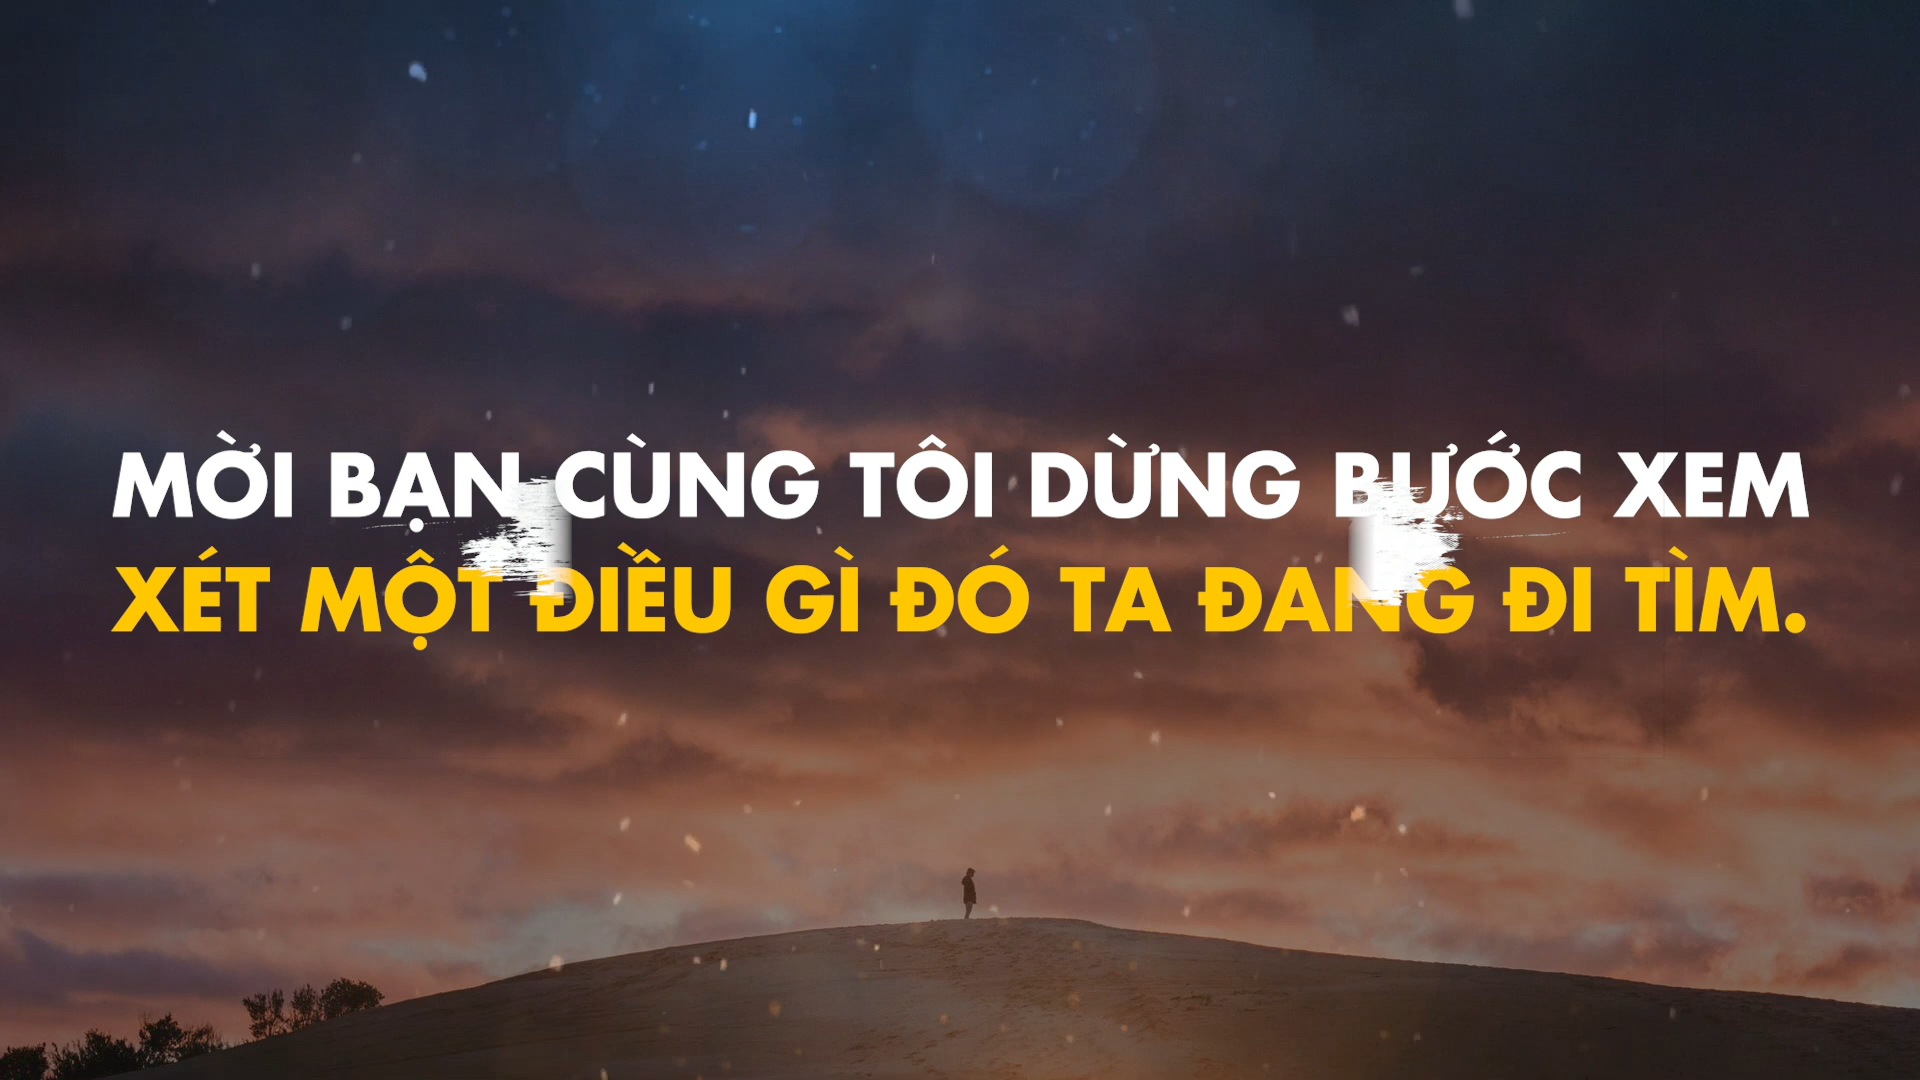 MỜI BẠN CÙNG TÔI DỪNG BƯỚC XEM
XÉT MỘT ĐIỀU GÌ ĐÓ TA ĐANG ĐI TÌM.